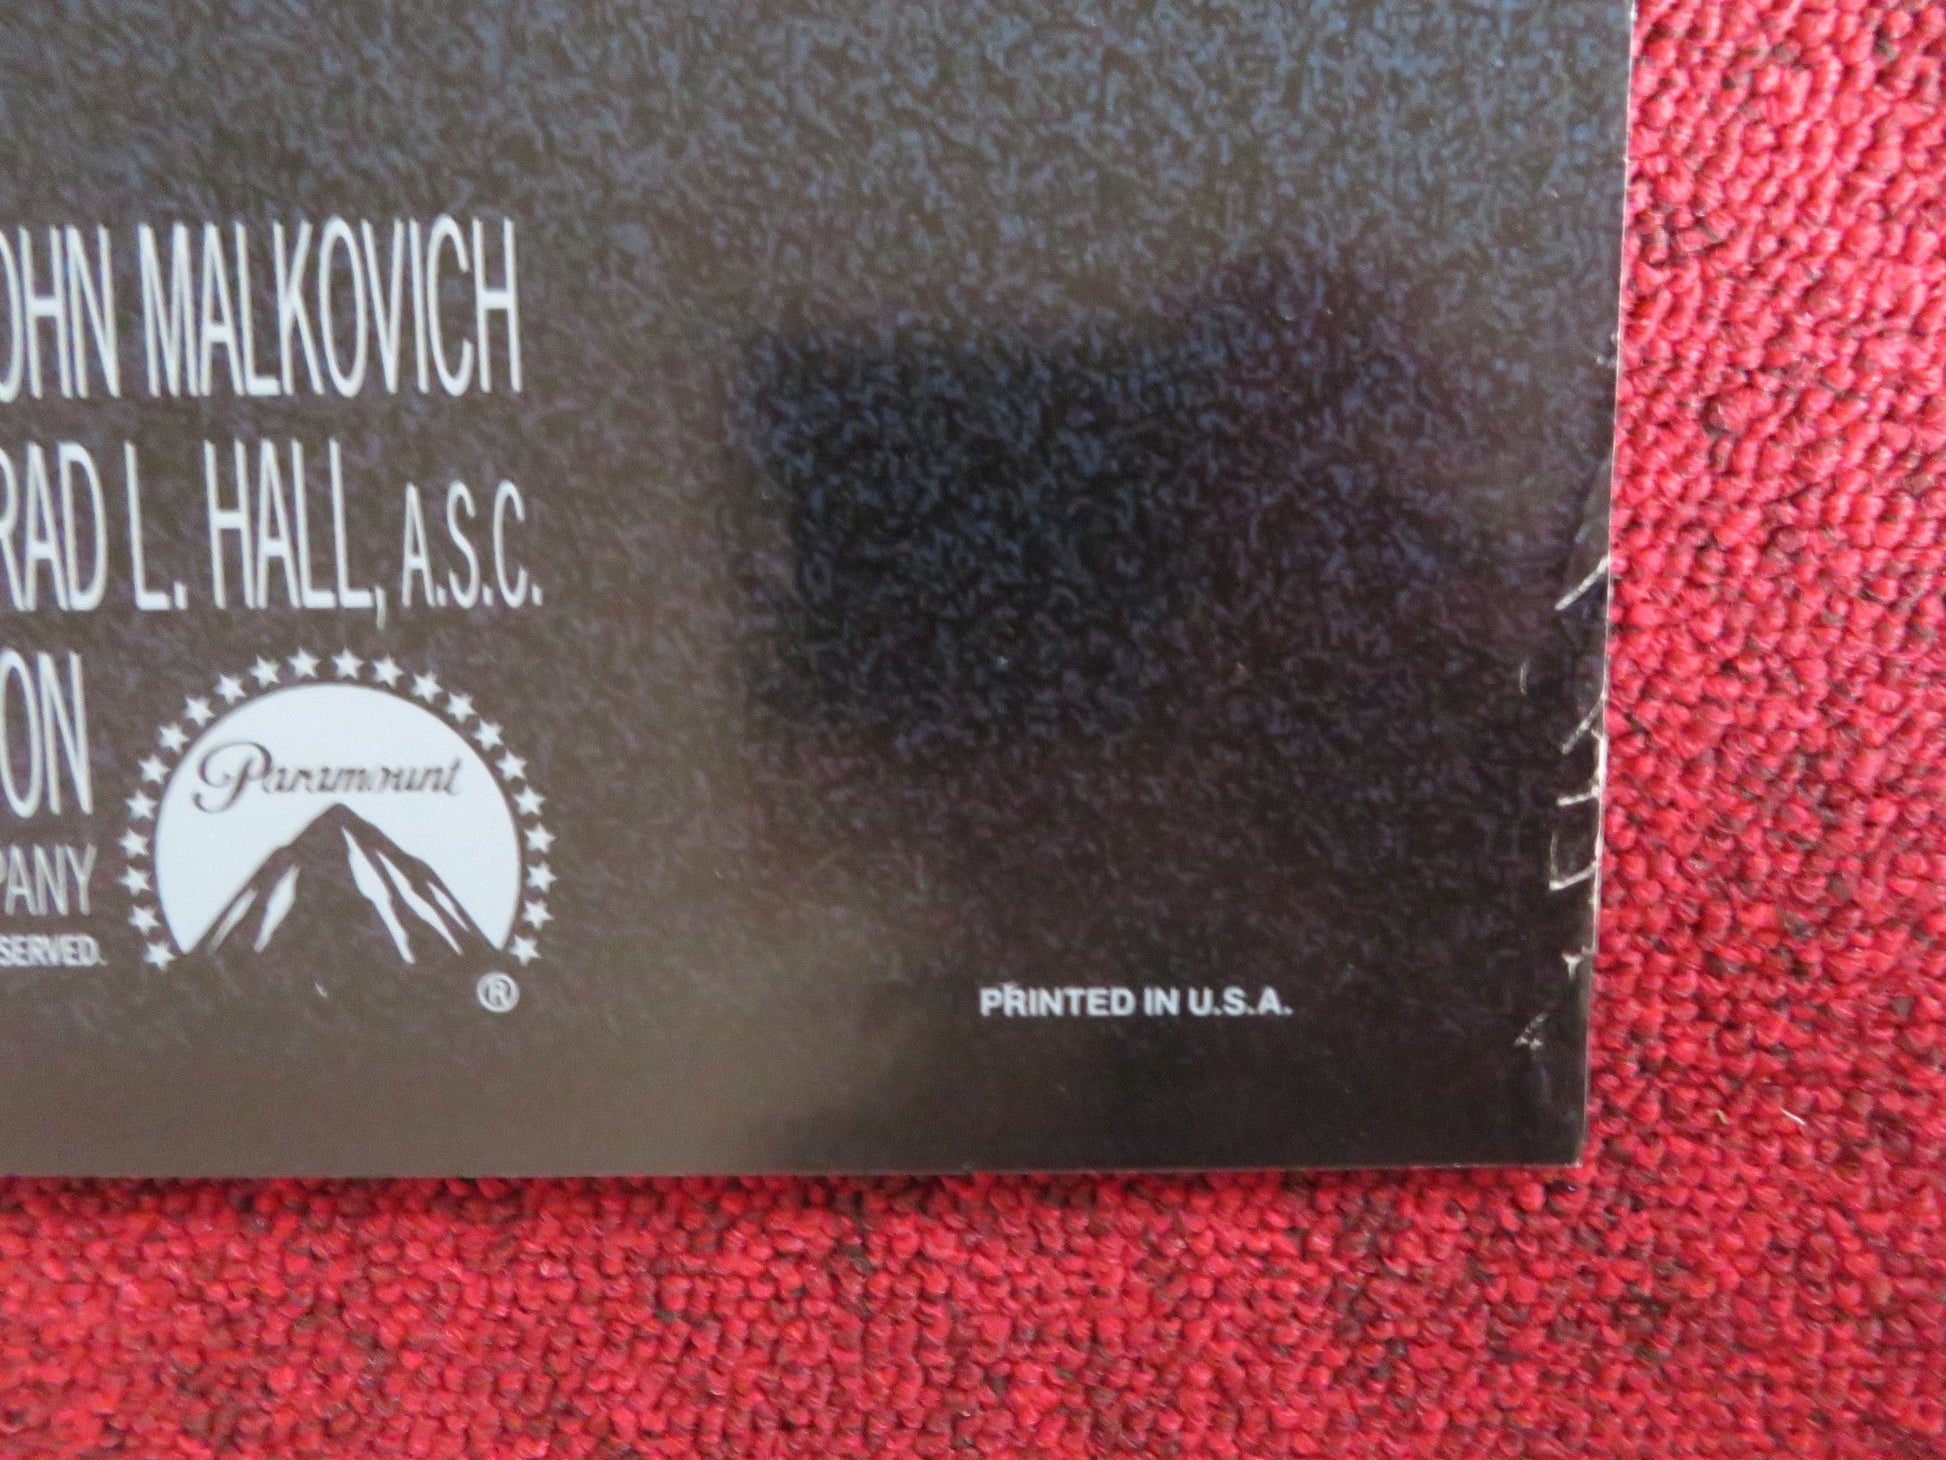 OHN MALKOVICH
RAD L. HALL, A.S.C.
ON
PANY
SERVED.
Paramount
®
PRINTED IN U.S.A.